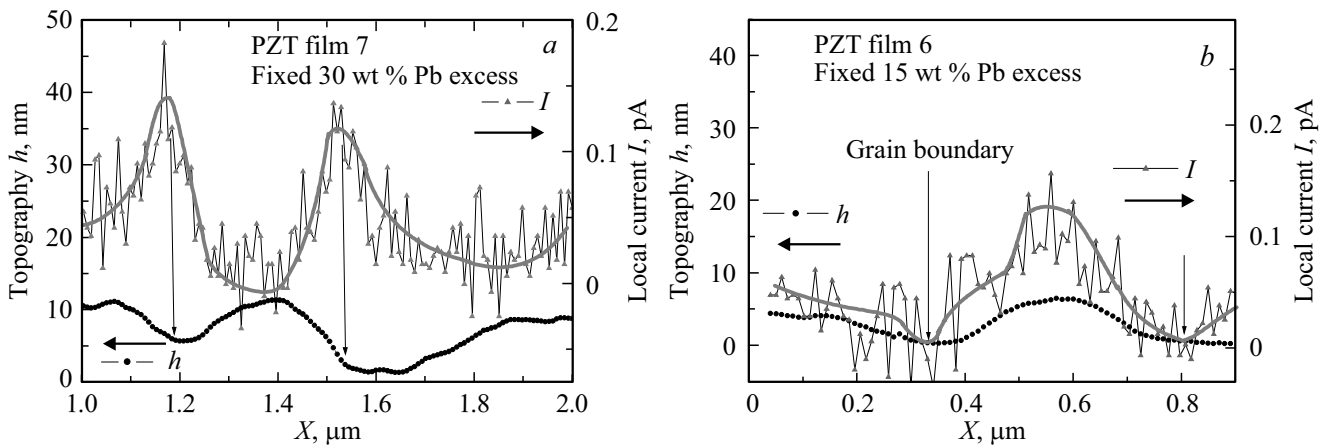 50
40
30
20
10
0
Topography h, nm
PZT film 7
Fixed 30 wt % Pb excess
a
I
h
0.2
0.1
0
Local current I, pA
1.0 1.2 1.4 1.6 1.8 2.0
X, μm
40
30
20
10
0
Topography h, nm
PZT film 6
Fixed 15 wt % Pb excess
b
Grain boundary
I
h
0.2
0.1
0
Local current I, pA
0 0.2 0.4 0.6 0.8
X, μm